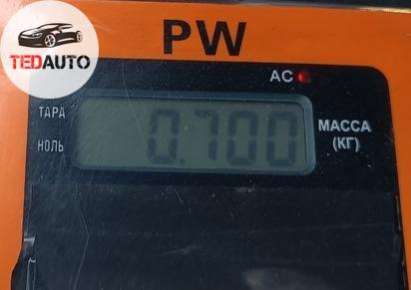 TEDAUTO
PW
AC
ТАРА
НОЛЬ
0.700
МАССА
(КГ)